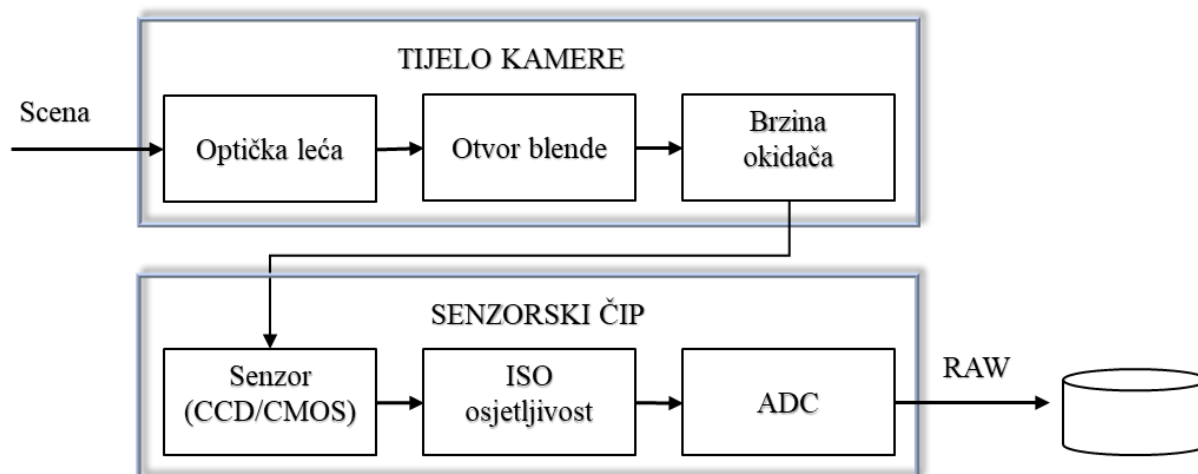 TIJELO KAMERE
Scena
Optička leća
Otvor blende
Brzina
okidača
SENZORSKI ČIP
Senzor
(CCD/CMOS)
ISO
osjetljivost
ADC
RAW